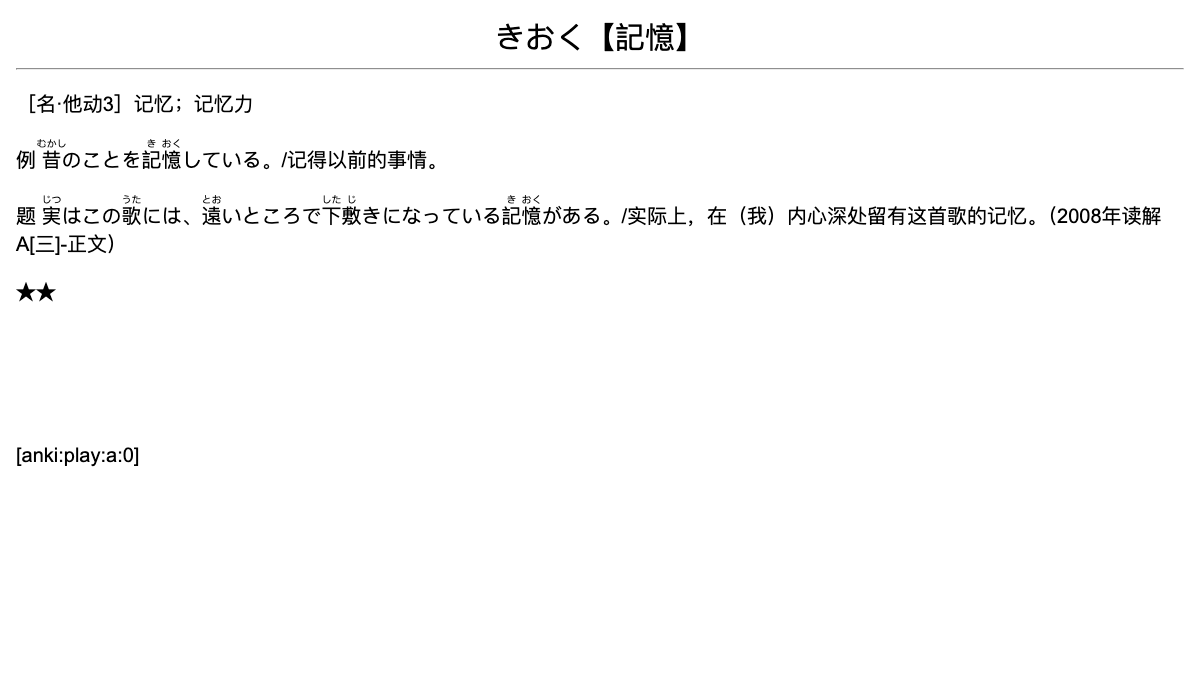 きおく【記憶】
［名·他动3］记忆；记忆力
例 昔むかしのことを記憶きおくしている。/记得以前的事情。
题 実じつはこの歌うたには、遠とおいところで下敷したじきになっている記憶きおくがある。/实际上，在（我）内心深处留有这首歌的记忆。（2008年读解
A[三]-正文）
★★
[anki:play:a:0]